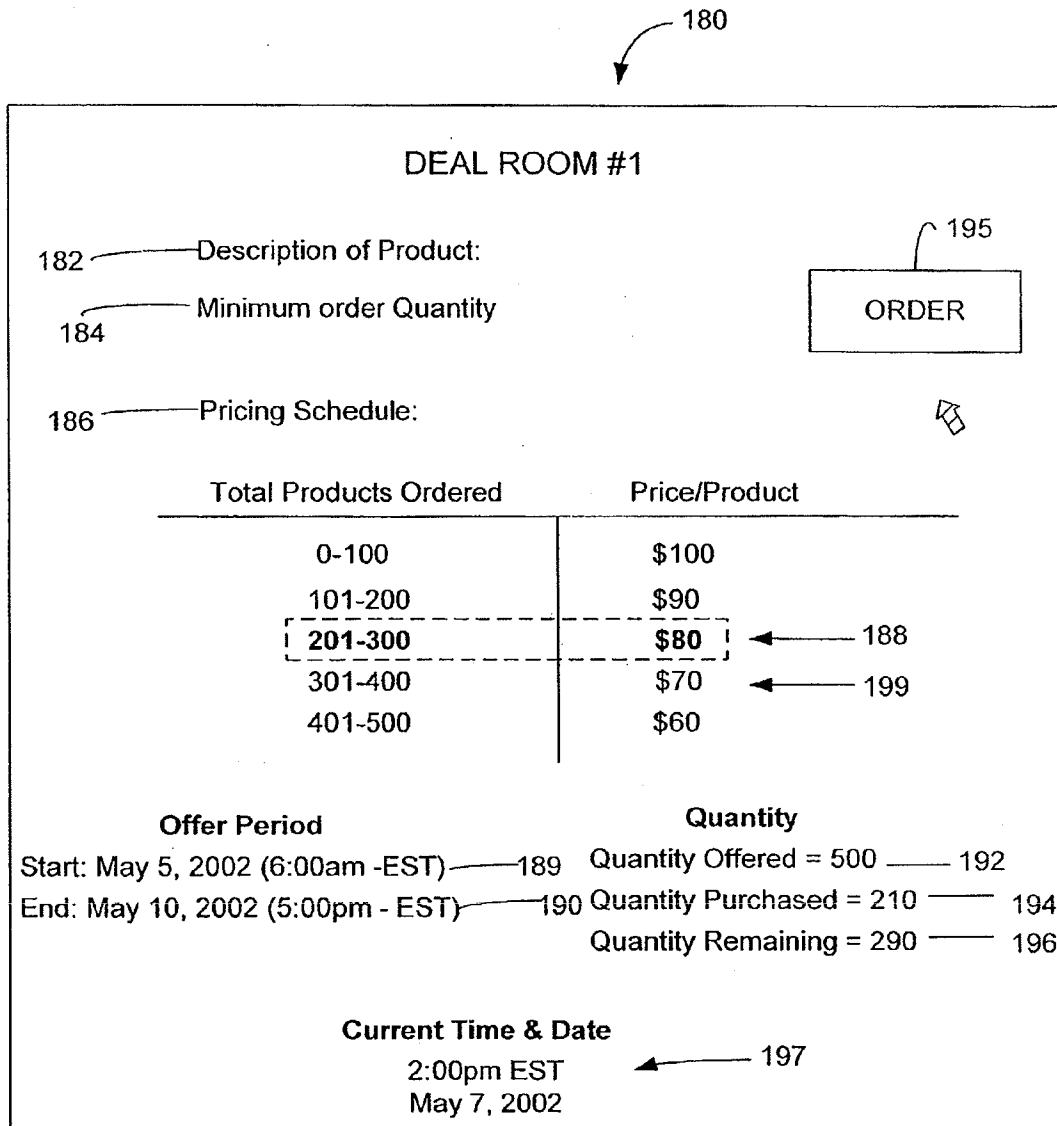 180
DEAL ROOM #1
195
182 Description of Product:
ORDER
184 Minimum order Quantity
186 Pricing Schedule:
Total Products Ordered Price/Product
0-100 $100
101-200 $90
201-300 $80 188
301-400 $70 199
401-500 $60
Offer Period
Start: May 5, 2002 (6:00am -EST) 189
End: May 10, 2002 (5:00pm - EST) 190
Quantity
Quantity Offered = 500 192
Quantity Purchased = 210 194
Quantity Remaining = 290 196
Current Time & Date
2:00pm EST 197
May 7, 2002